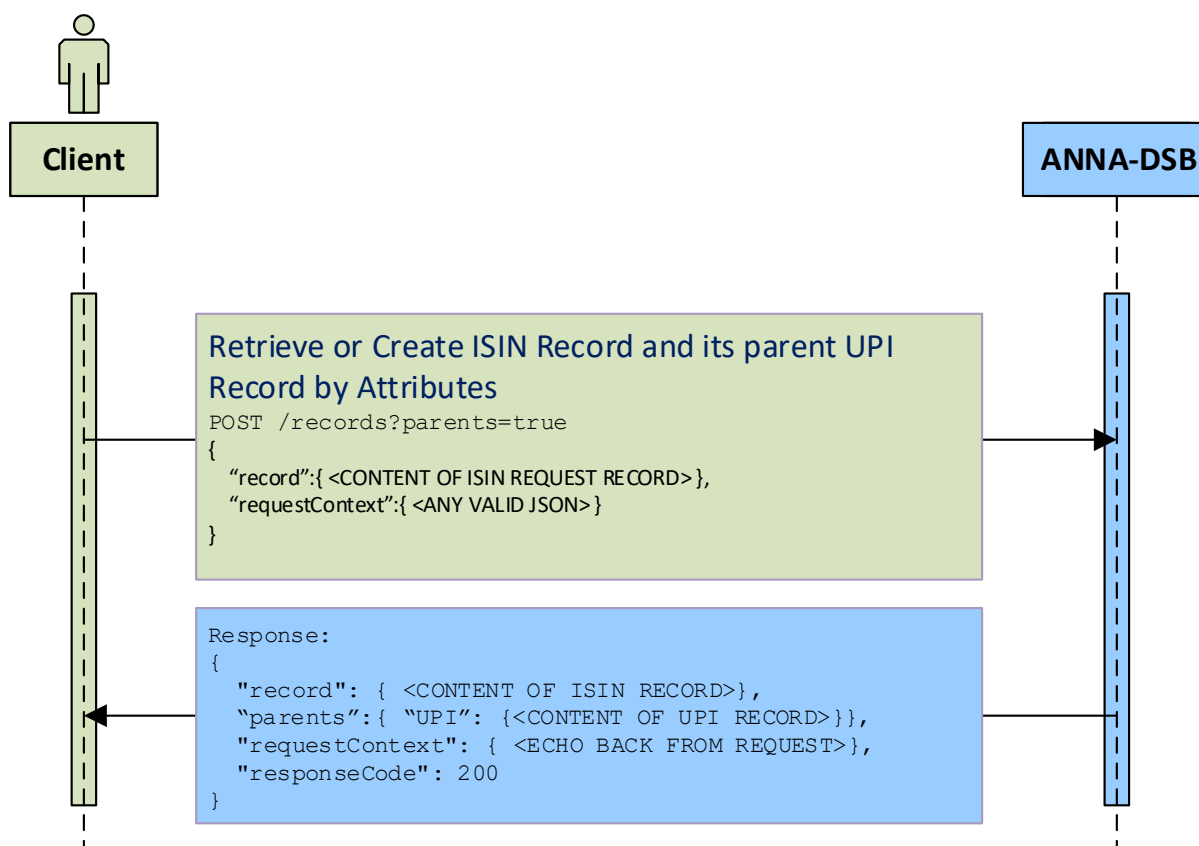 Client
ANNA-DSB
Retrieve or Create ISIN Record and its parent UPI
Record by Attributes
POST /records?parents=true
{
“record”:{ <CONTENT OF ISIN REQUEST RECORD> },
“requestContext”:{ <ANY VALID JSON> }
}
Response:
{
"record": { <CONTENT OF ISIN RECORD>},
“parents”:{ “UPI”: {<CONTENT OF UPI RECORD>}},
"requestContext": { <ECHO BACK FROM REQUEST>},
"responseCode": 200
}